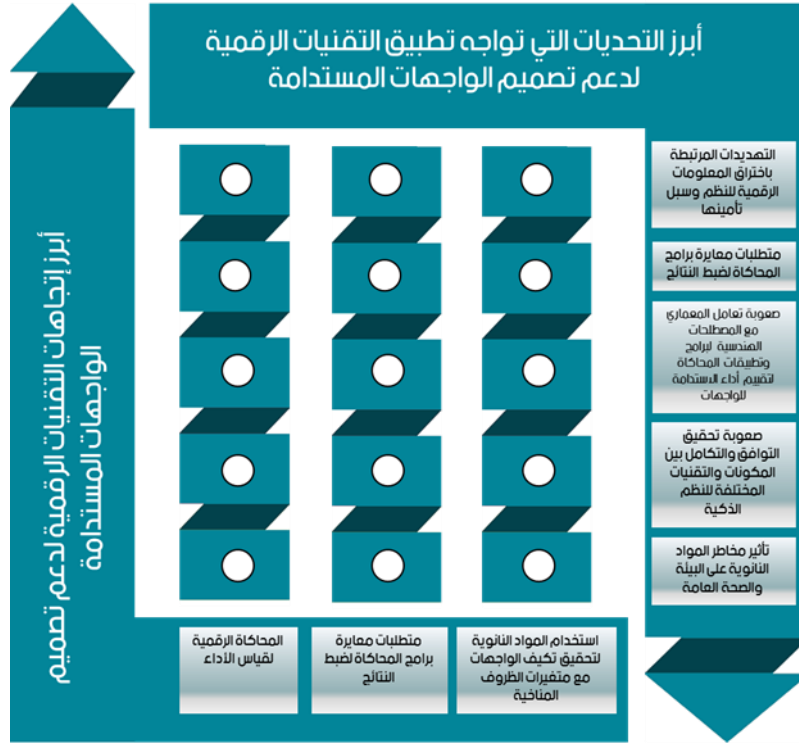 أبرز التحديات التي تواجه تطبيق التقنيات الرقمية
لدعم تصميم الواجهات المستدامة
التهديدات المرتبطة
باختراق المعلومات
الرقمية للنظم وسبل
تأمينها
متطلبات معايرة برامج
المحاكاة لضبط النتائج
صعوبة تعامل المعماري
مع المصطلحات
الهندسية لبرامج
وتطبيقات المحاكاة
لتقييم أداء الاستدامة
للواجهات
صعوبة تحقيق
التوافق والتكامل بين
المكونات والتقنيات
المختلفة للنظم
الذكية
تأثير مخاطر المواد
النانوية على البيئة
والصحة العامة
استخدام المواد النانوية
لتحقيق تكيف الواجهات
مع متغيرات الظروف
المناخية
متطلبات معايرة
برامج المحاكاة لضبط
النتائج
المحاكاة الرقمية
لقياس الأداء
أبرز إتجاهات التقنيات الرقمية لدعم تصميم
الواجهات المستدامة